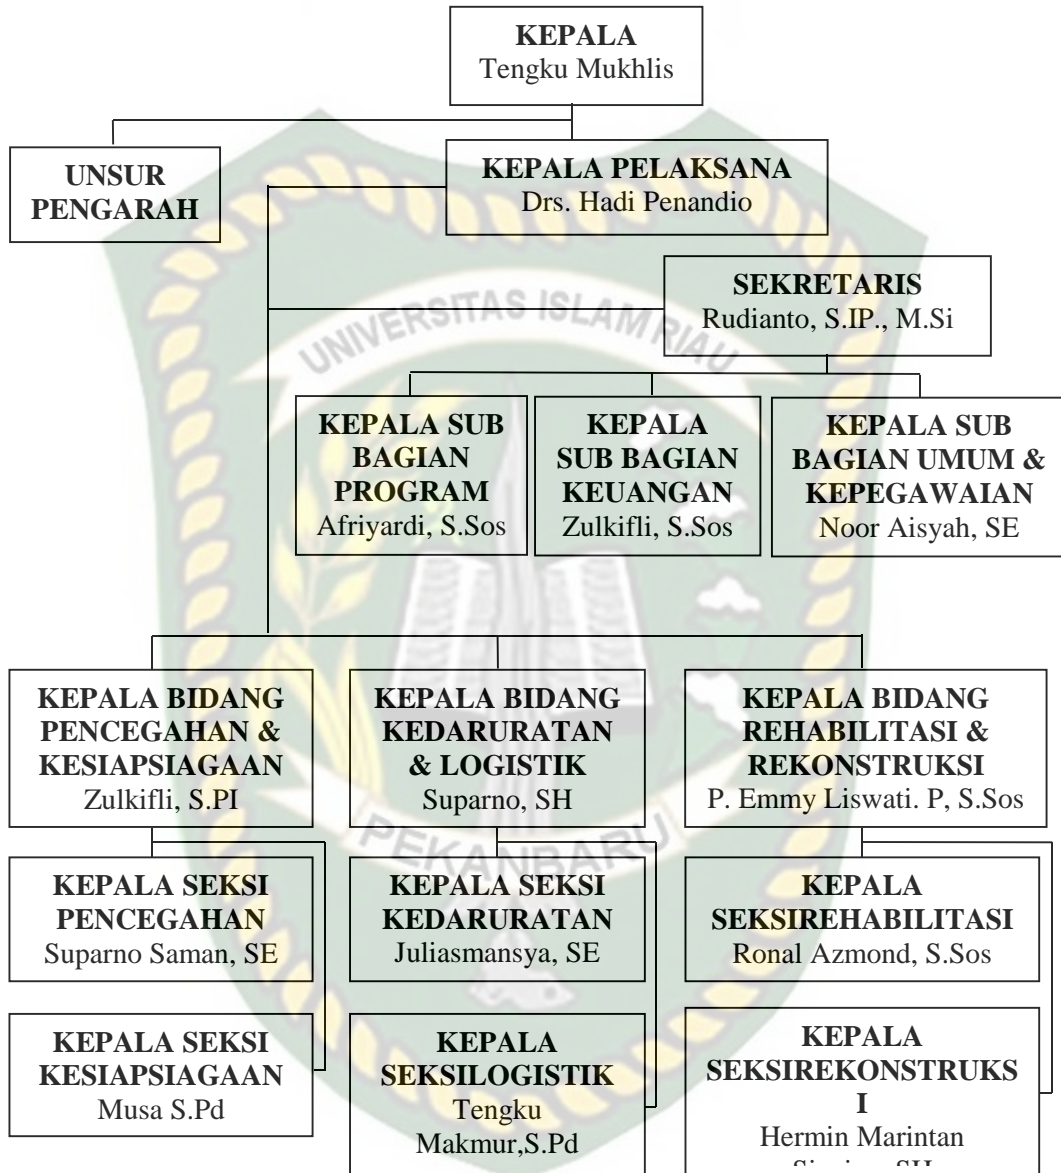 KEPALA
Tengku Mukhlis
UNSUR
PENGARAH
KEPALA PELAKSANA
Drs. Hadi Penandio
SEKRETARIS
Rudianto, S.IP., M.Si
UNIVERSITAS ISLAM RIAU
KEPALA SUB
BAGIAN
PROGRAM
Afriyardi, S.Sos
KEPALA
SUB BAGIAN
KEUANGAN
Zulkifli, S.Sos
KEPALA SUB
BAGIAN UMUM &
KEPEGAWAIAN
Noor Aisyah, SE
KEPALA BIDANG
PENCEGAHAN &
KESIAPSIAGAAN
Zulkifli, S.PI
KEPALA BIDANG
KEDARURATAN
& LOGISTIK
Suparno, SH
KEPALA BIDANG
REHABILITASI &
REKONSTRUKSI
P. Emmy Liswati. P, S.Sos
PEKANBARU
KEPALA SEKSI
PENCEGAHAN
Suparno Saman, SE
KEPALA SEKSI
KEDARURATAN
Juliasmansya, SE
KEPALA
SEKSIREHABILITASI
Ronal Azmond, S.Sos
KEPALA SEKSI
KESIAPSIAGAAN
Musa S.Pd
KEPALA
SEKSILOGISTIK
Tengku
Makmur,S.Pd
KEPALA
SEKSIREKONSTRUKS
I
Hermin Marintan